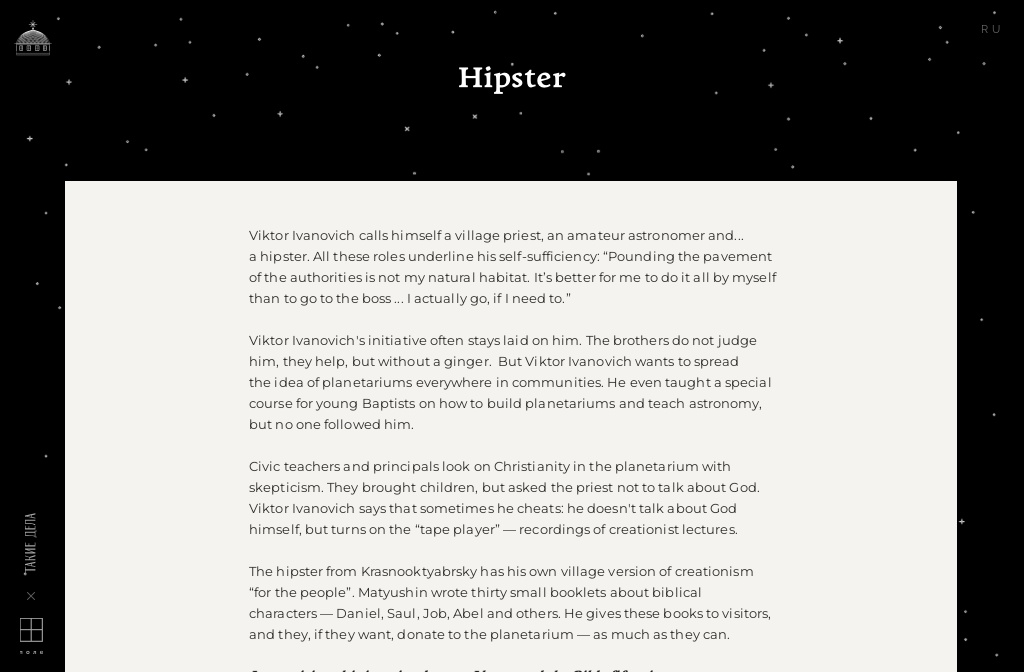 RU
Hipster
Viktor Ivanovich calls himself a village priest, an amateur astronomer and...
a hipster. All these roles underline his self-sufficiency: “Pounding the pavement
of the authorities is not my natural habitat. It’s better for me to do it all by myself
than to go to the boss ... I actually go, if I need to.”
Viktor Ivanovich's initiative often stays laid on him. The brothers do not judge
him, they help, but without a ginger.  But Viktor Ivanovich wants to spread
the idea of planetariums everywhere in communities. He even taught a special
course for young Baptists on how to build planetariums and teach astronomy,
but no one followed him.
Civic teachers and principals look on Christianity in the planetarium with
skepticism. They brought children, but asked the priest not to talk about God.
Viktor Ivanovich says that sometimes he cheats: he doesn't talk about God
himself, but turns on the “tape player” — recordings of creationist lectures.
The hipster from Krasnooktyabrsky has his own village version of creationism
“for the people”. Matyushin wrote thirty small booklets about biblical
characters — Daniel, Saul, Job, Abel and others. He gives these books to visitors,
and they, if they want, donate to the planetarium — as much as they can.
ТАКИЕ ДЕЛА
ПОЛЕ